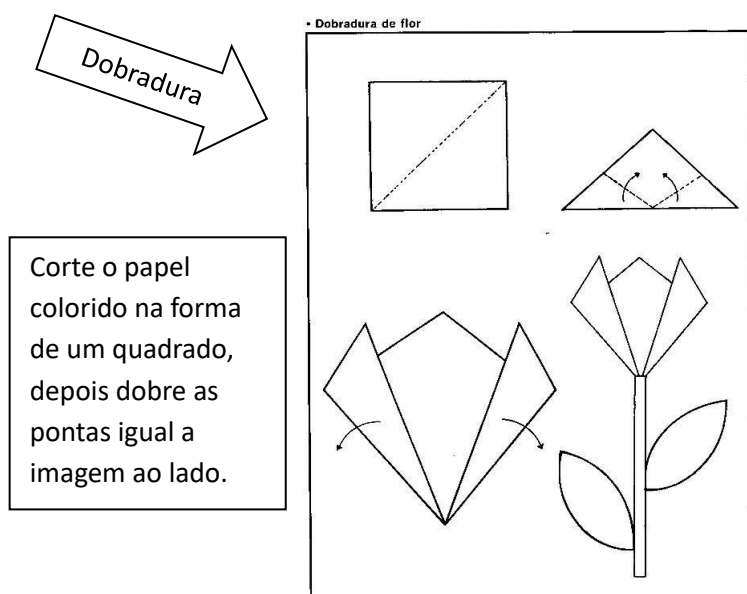 • Dobradura de flor
Dobradura
Corte o papel
colorido na forma
de um quadrado,
depois dobre as
pontas igual a
imagem ao lado.